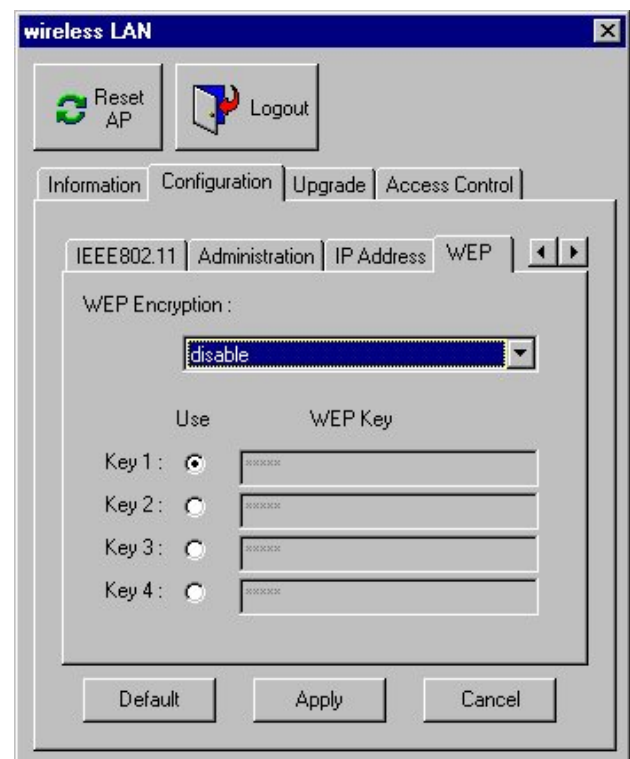 wireless LAN
Reset AP
Logout
Information Configuration Upgrade Access Control
IEEE802.11 Administration IP Address WEP
WEP Encryption :
disable
Use WEP Key
Key 1 : *****
Key 2 : *****
Key 3 : *****
Key 4 : *****
Default Apply Cancel